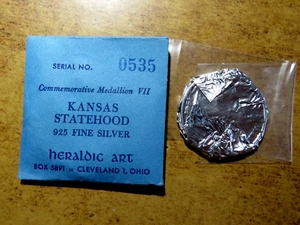 SERIAL NO. 0535
Commemorative Medallion VII
KANSAS
STATEHOOD
925 FINE SILVER
heraldic art
BOX 5891 CLEVELAND 1, OHIO